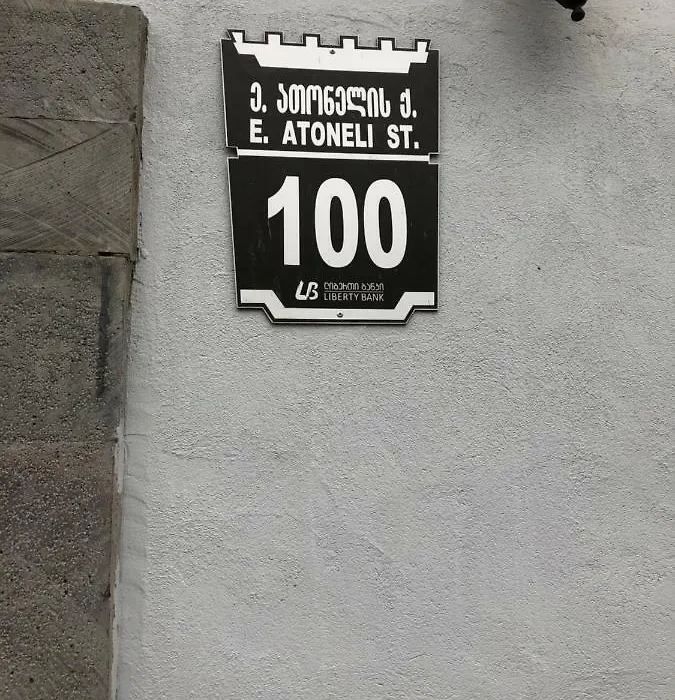 ე. ათონელის ქ.
E. ATONELI ST.
100
LB
ლიბერთი ბანკი
LIBERTY BANK